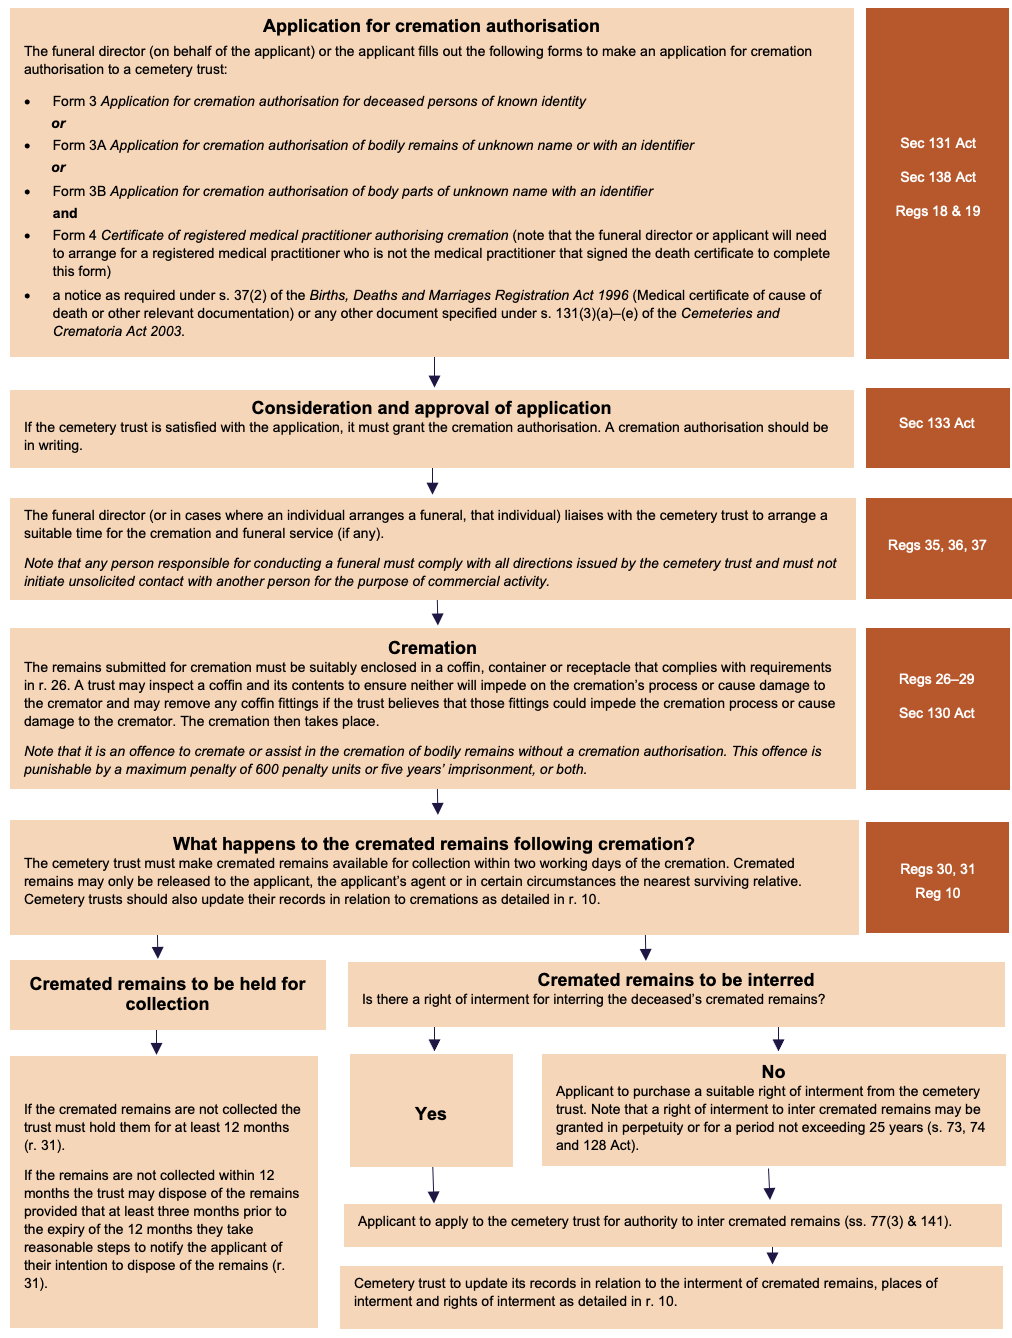 Application for cremation authorisation
The funeral director (on behalf of the applicant) or the applicant fills out the following forms to make an application for cremation
authorisation to a cemetery trust:
• Form 3 Application for cremation authorisation for deceased persons of known identity
or
• Form 3A Application for cremation authorisation of bodily remains of unknown name or with an identifier
or
• Form 3B Application for cremation authorisation of body parts of unknown name with an identifier
and
• Form 4 Certificate of registered medical practitioner authorising cremation (note that the funeral director or applicant will need
to arrange for a registered medical practitioner who is not the medical practitioner that signed the death certificate to complete
this form)
• a notice as required under s. 37(2) of the Births, Deaths and Marriages Registration Act 1996 (Medical certificate of cause of
death or other relevant documentation) or any other document specified under s. 131(3)(a)–(e) of the Cemeteries and
Crematoria Act 2003.
Sec 131 Act
Sec 138 Act
Regs 18 & 19
Consideration and approval of application
If the cemetery trust is satisfied with the application, it must grant the cremation authorisation. A cremation authorisation should be
in writing.
Sec 133 Act
The funeral director (or in cases where an individual arranges a funeral, that individual) liaises with the cemetery trust to arrange a
suitable time for the cremation and funeral service (if any).
Note that any person responsible for conducting a funeral must comply with all directions issued by the cemetery trust and must not
initiate unsolicited contact with another person for the purpose of commercial activity.
Regs 35, 36, 37
Cremation
The remains submitted for cremation must be suitably enclosed in a coffin, container or receptacle that complies with requirements
in r. 26. A trust may inspect a coffin and its contents to ensure neither will impede on the cremation's process or cause damage to
the cremator and may remove any coffin fittings if the trust believes that those fittings could impede the cremation process or cause
damage to the cremator. The cremation then takes place.
Note that it is an offence to cremate or assist in the cremation of bodily remains without a cremation authorisation. This offence is
punishable by a maximum penalty of 600 penalty units or five years' imprisonment, or both.
Regs 26–29
Sec 130 Act
What happens to the cremated remains following cremation?
The cemetery trust must make cremated remains available for collection within two working days of the cremation. Cremated
remains may only be released to the applicant, the applicant's agent or in certain circumstances the nearest surviving relative.
Cemetery trusts should also update their records in relation to cremations as detailed in r. 10.
Regs 30, 31
Reg 10
Cremated remains to be held for
collection
If the cremated remains are not collected the
trust must hold them for at least 12 months
(r. 31).
If the remains are not collected within 12
months the trust may dispose of the remains
provided that at least three months prior to
the expiry of the 12 months they take
reasonable steps to notify the applicant of
their intention to dispose of the remains (r.
31).
Cremated remains to be interred
Is there a right of interment for interring the deceased's cremated remains?
Yes
No
Applicant to purchase a suitable right of interment from the cemetery
trust. Note that a right of interment to inter cremated remains may be
granted in perpetuity or for a period not exceeding 25 years (s. 73, 74
and 128 Act).
Applicant to apply to the cemetery trust for authority to inter cremated remains (ss. 77(3) & 141).
Cemetery trust to update its records in relation to the interment of cremated remains, places of
interment and rights of interment as detailed in r. 10.